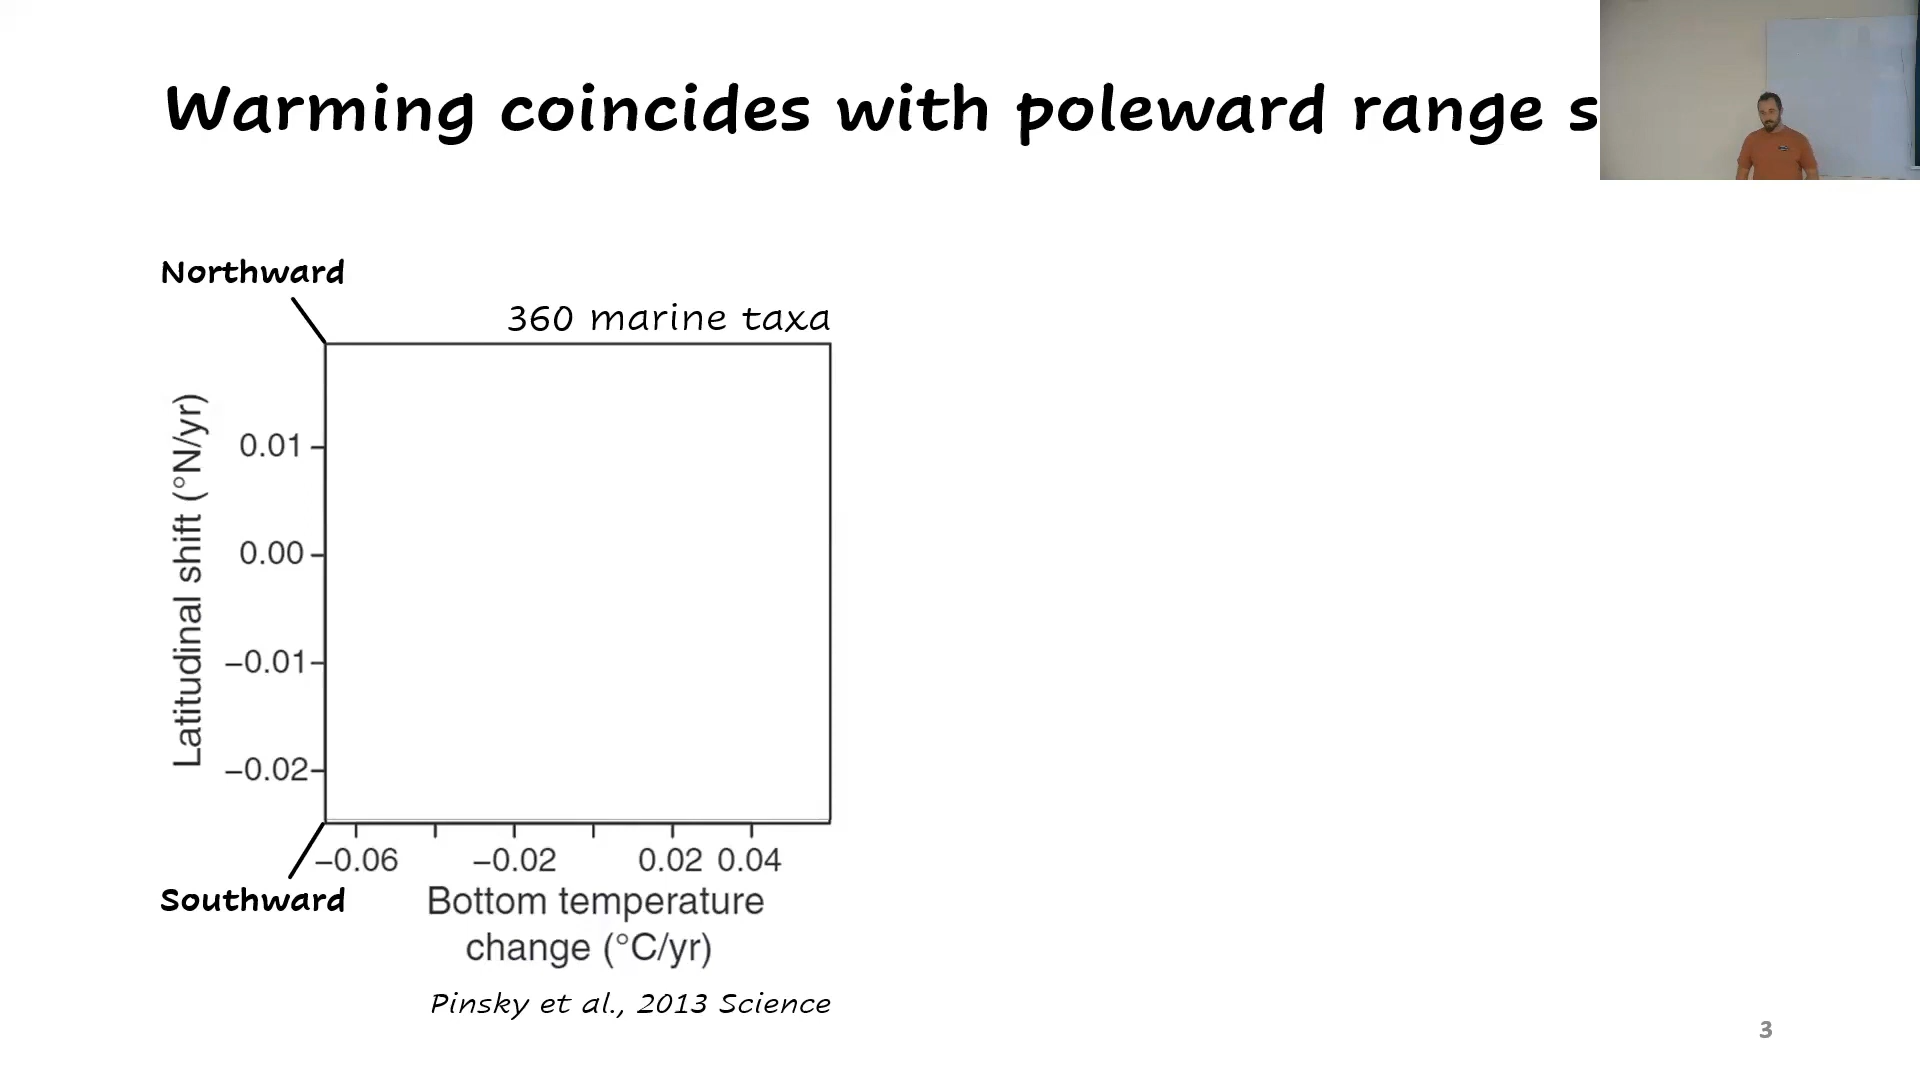 Warming coincides with poleward range s
Northward
360 marine taxa
Latitudinal shift (°N/yr)
0.01
0.00
−0.01
−0.02
−0.06 −0.02 0.02 0.04
Southward
Bottom temperature
change (°C/yr)
Pinsky et al., 2013 Science
3